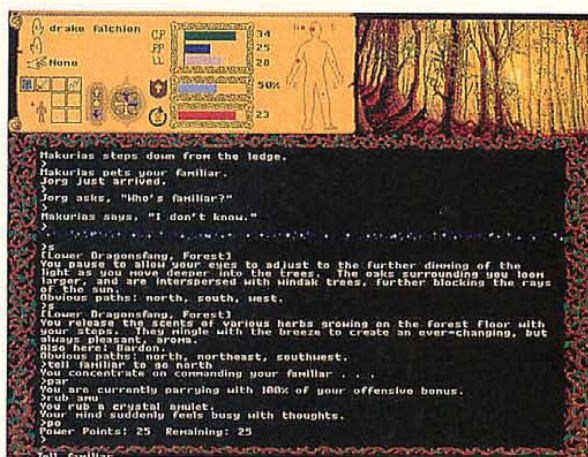 drake falchion
None
CP
PP
34
25
28
50%
23
Makurias steps down from the ledge.
>
Makurias pets your familiar.
Jorg just arrived.
>
Jorg asks, "Who's familiar?"
>
Makurias says, "I don't know."
>
>s
[Lower Dragonsfang, Forest]
You pause to allow your eyes to adjust to the further dimming of the
light as you move deeper into the trees. The oaks surrounding you loom
larger, and are interspersed with windak trees, further blocking the rays
of the sun.
Obvious paths: north, south, west.
>s
[Lower Dragonsfang, Forest]
You release the scents of various herbs growing on the forest floor with
your steps. They mingle with the breeze to create an ever-changing, but
always pleasant, aroma.
Also here: Bardon.
Obvious paths: north, northeast, southwest.
>tell familiar to go north
You concentrate on commanding your familiar . . .
>par
You are currently parrying with 100% of your offensive bonus.
>rub amu
You rub a crystal amulet.
Your mind suddenly feels busy with thoughts.
>po
Power Points: 25 Remaining: 25
>
Tell familiar